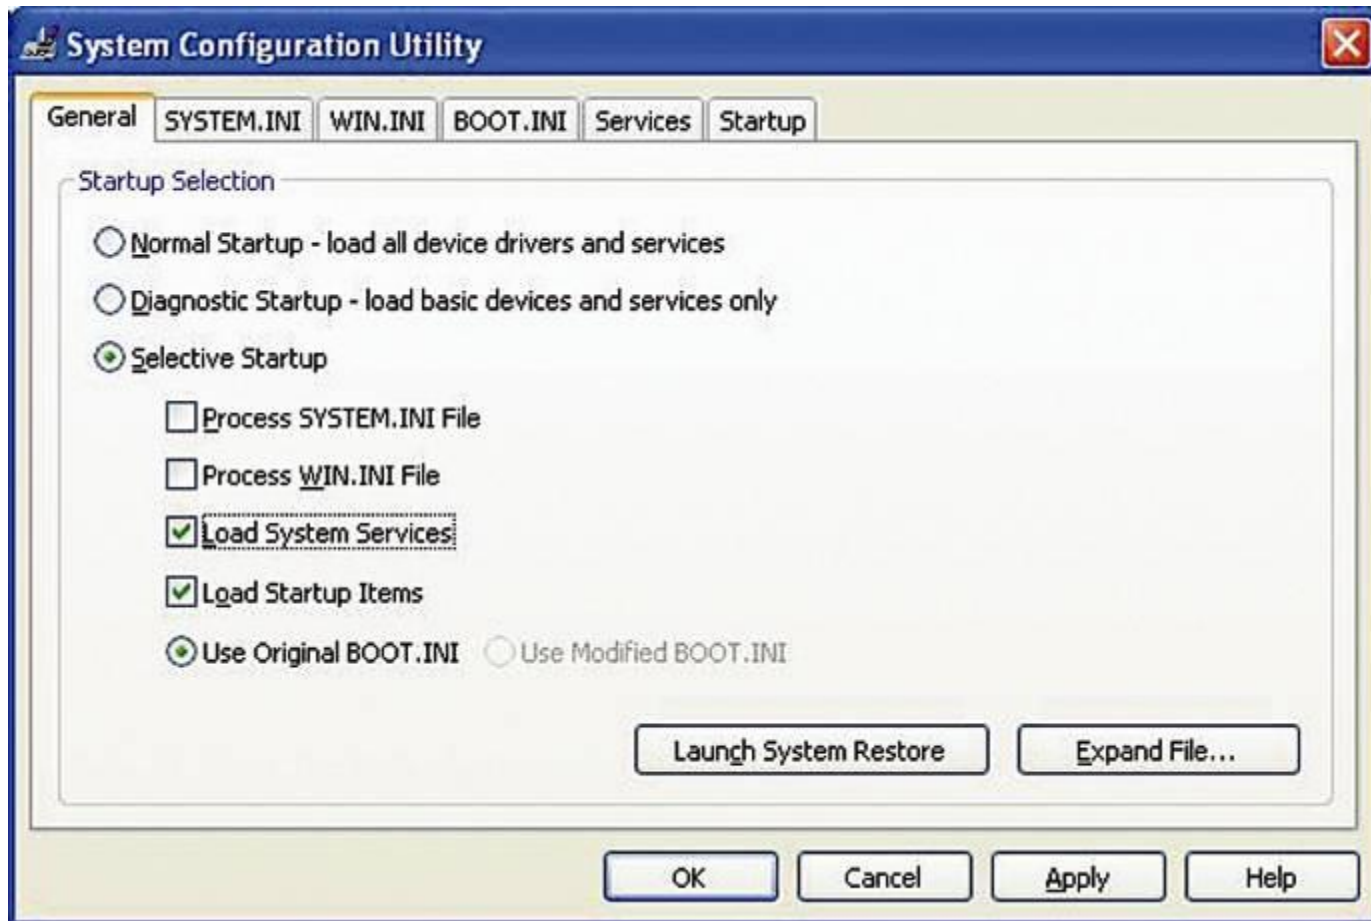 System Configuration Utility
General SYSTEM.INI WIN.INI BOOT.INI Services Startup
Startup Selection
Normal Startup - load all device drivers and services
Diagnostic Startup - load basic devices and services only
Selective Startup
Process SYSTEM.INI File
Process WIN.INI File
Load System Services
Load Startup Items
Use Original BOOT.INI Use Modified BOOT.INI
Launch System Restore Expand File...
OK Cancel Apply Help